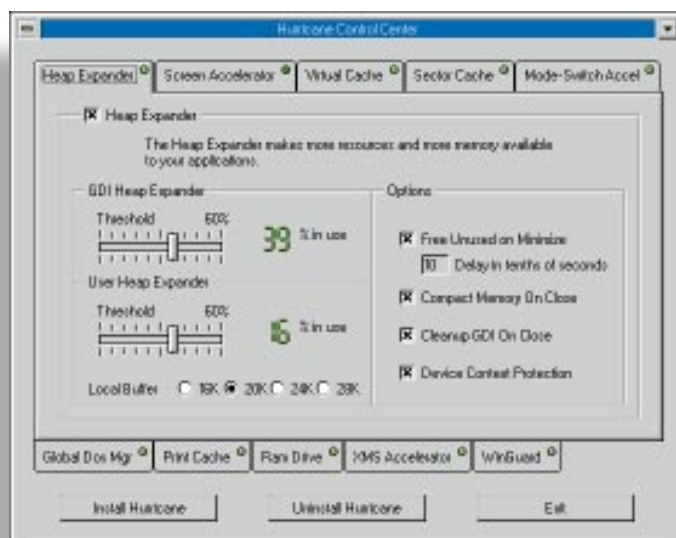 Hurricane Control Center
Heap Expander Screen Accelerator Virtual Cache Sector Cache Mode-Switch Accel
Heap Expander
The Heap Expander makes more resources and more memory available
to your applications.
GDI Heap Expander
Threshold 60%
39 % in use
User Heap Expander
Threshold 60%
16 % in use
Local Buffer 16K 20K 24K 28K
Options
Free Unused on Minimize
10 Delay in tenths of seconds
Compact Memory On Close
Cleanup GDI On Close
Device Context Protection
Global Dos Mgr Print Cache Ram Drive XMS Accelerator WinGuard
Install Hurricane Uninstall Hurricane Exit